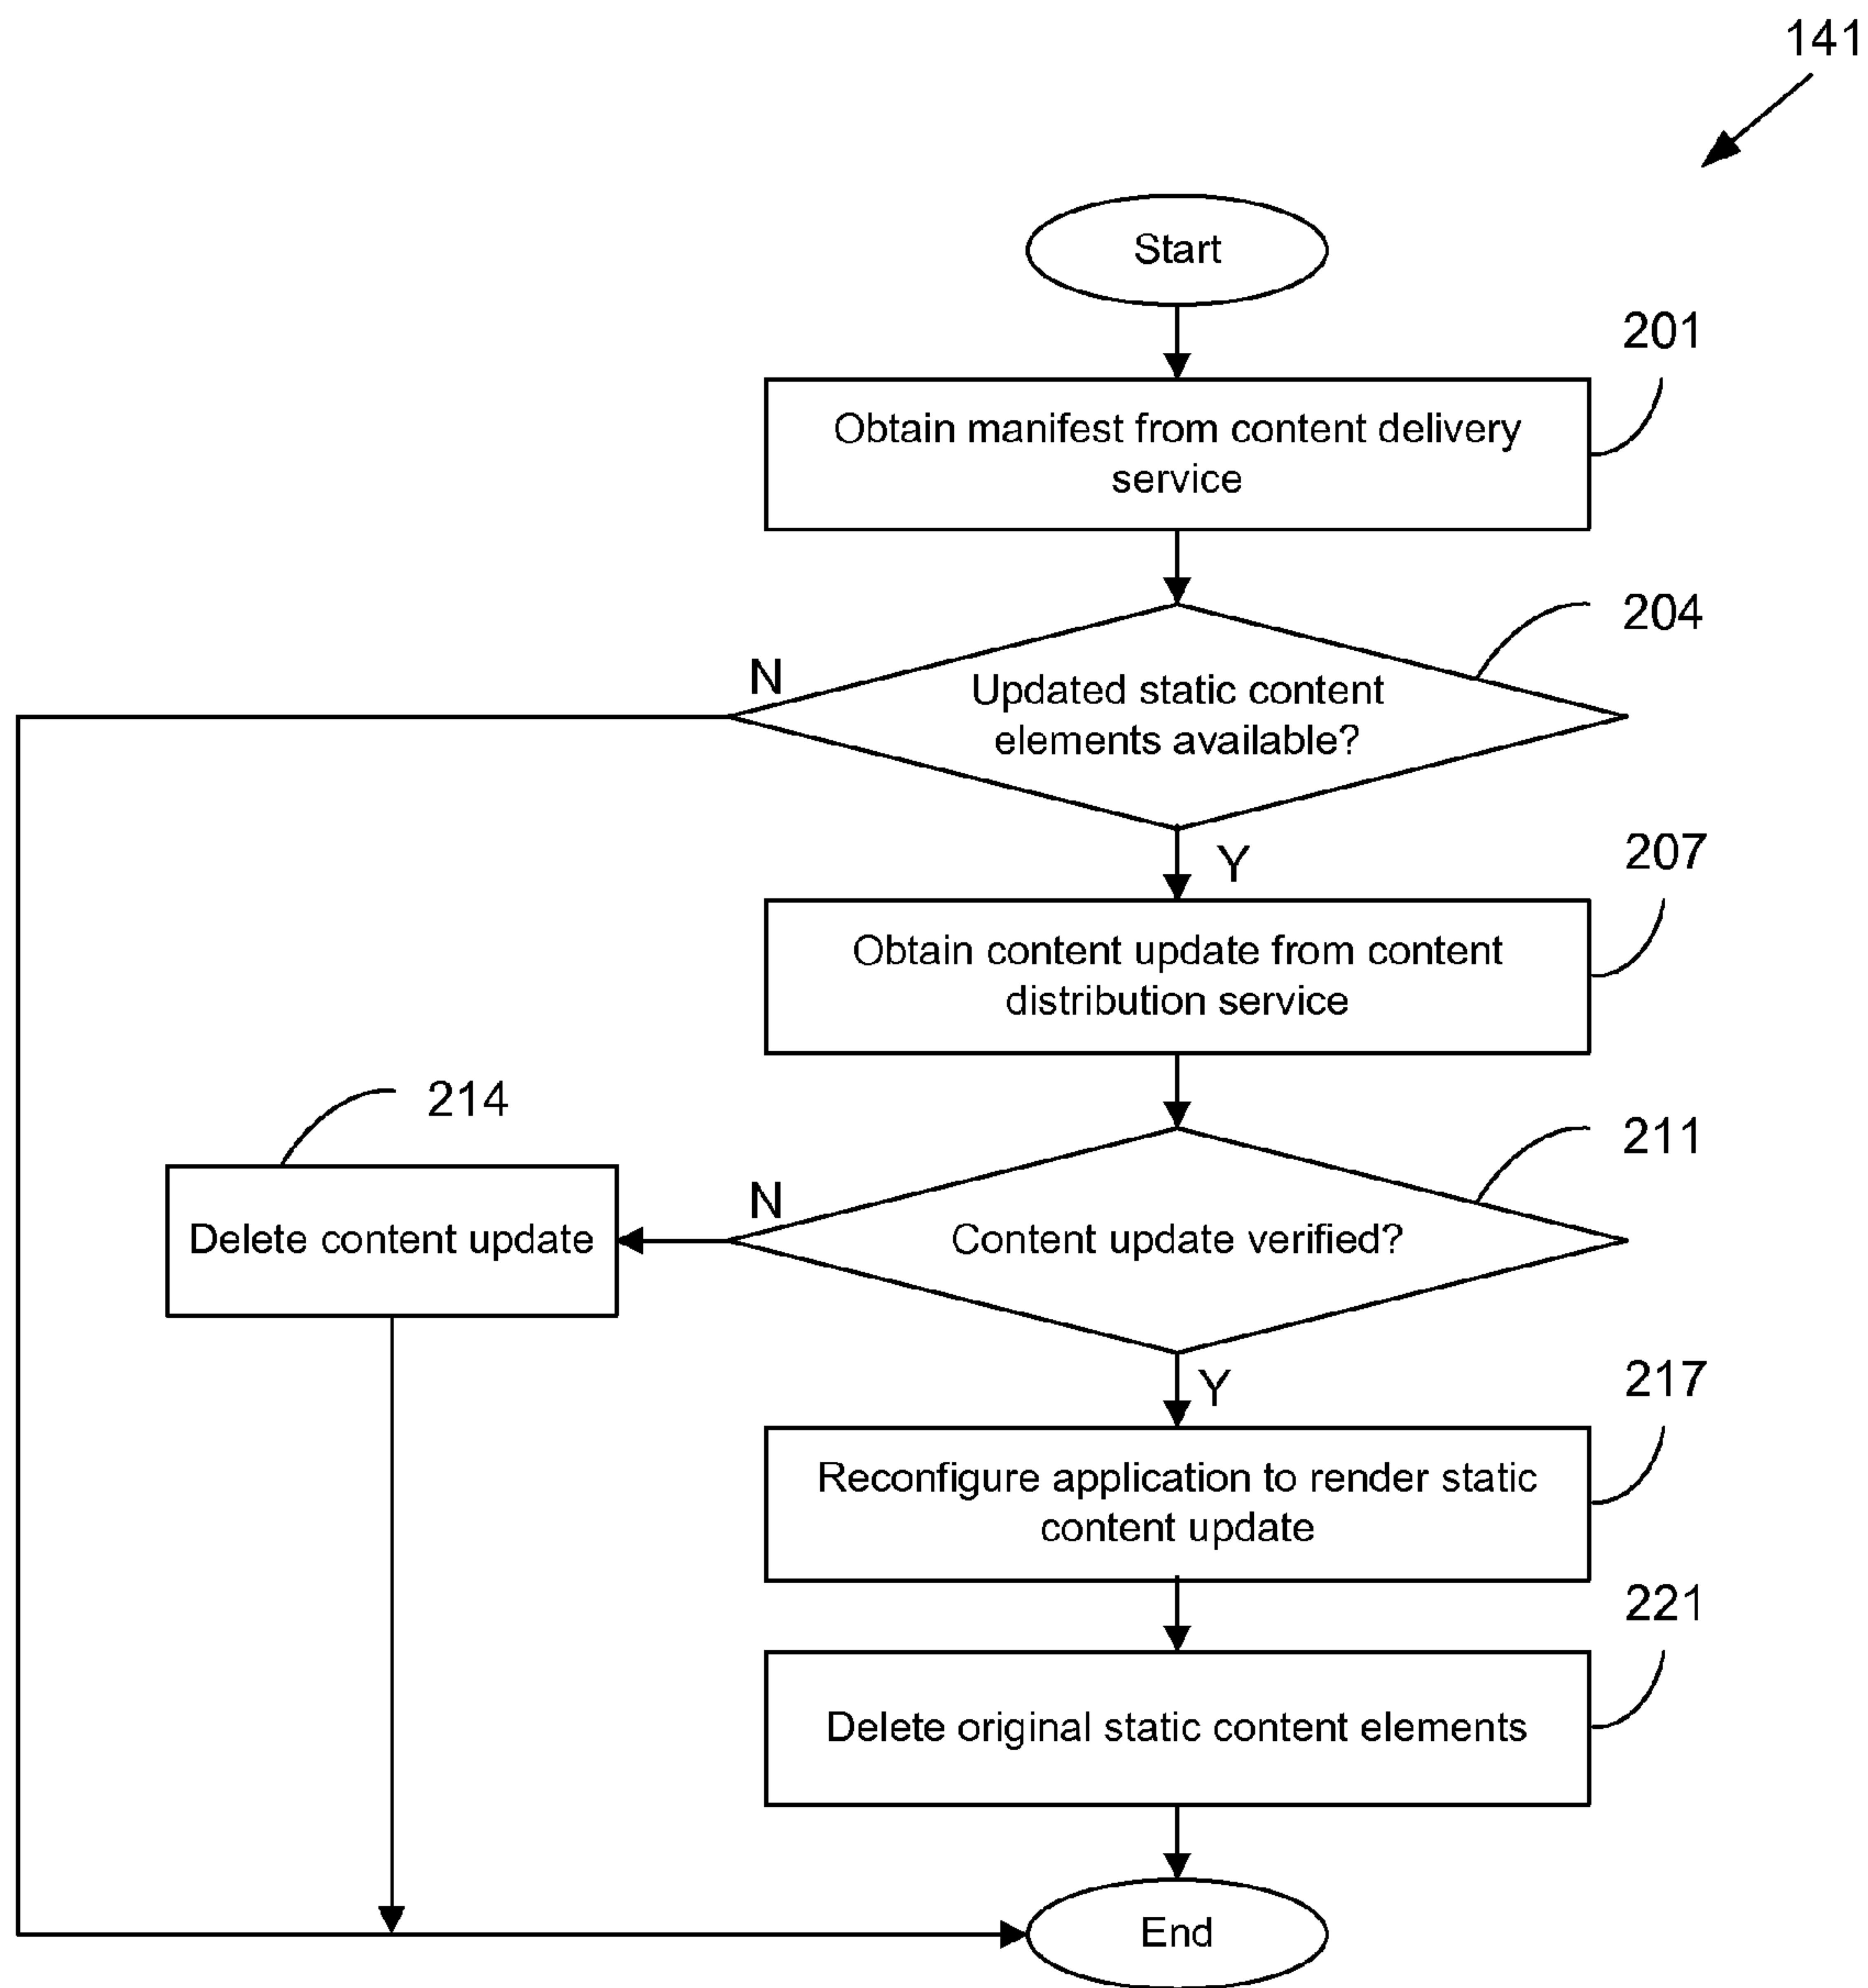 141
Start
201
Obtain manifest from content delivery
service
204
N
Updated static content
elements available?
Y
207
Obtain content update from content
distribution service
214
211
N
Delete content update
Content update verified?
Y
217
Reconfigure application to render static
content update
221
Delete original static content elements
End